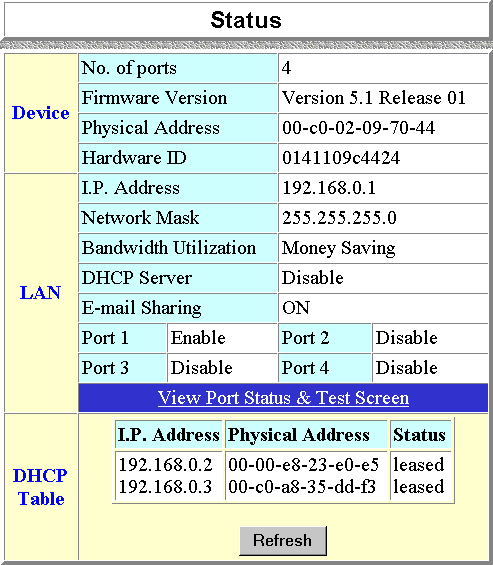 Status
Device
No. of ports 4
Firmware Version Version 5.1 Release 01
Physical Address 00-c0-02-09-70-44
Hardware ID 0141109c4424
LAN
I.P. Address 192.168.0.1
Network Mask 255.255.255.0
Bandwidth Utilization Money Saving
DHCP Server Disable
E-mail Sharing ON
Port 1 Enable Port 2 Disable
Port 3 Disable Port 4 Disable
View Port Status & Test Screen
DHCP
Table
I.P. Address Physical Address Status
192.168.0.2 00-00-e8-23-e0-e5 leased
192.168.0.3 00-c0-a8-35-dd-f3 leased
Refresh